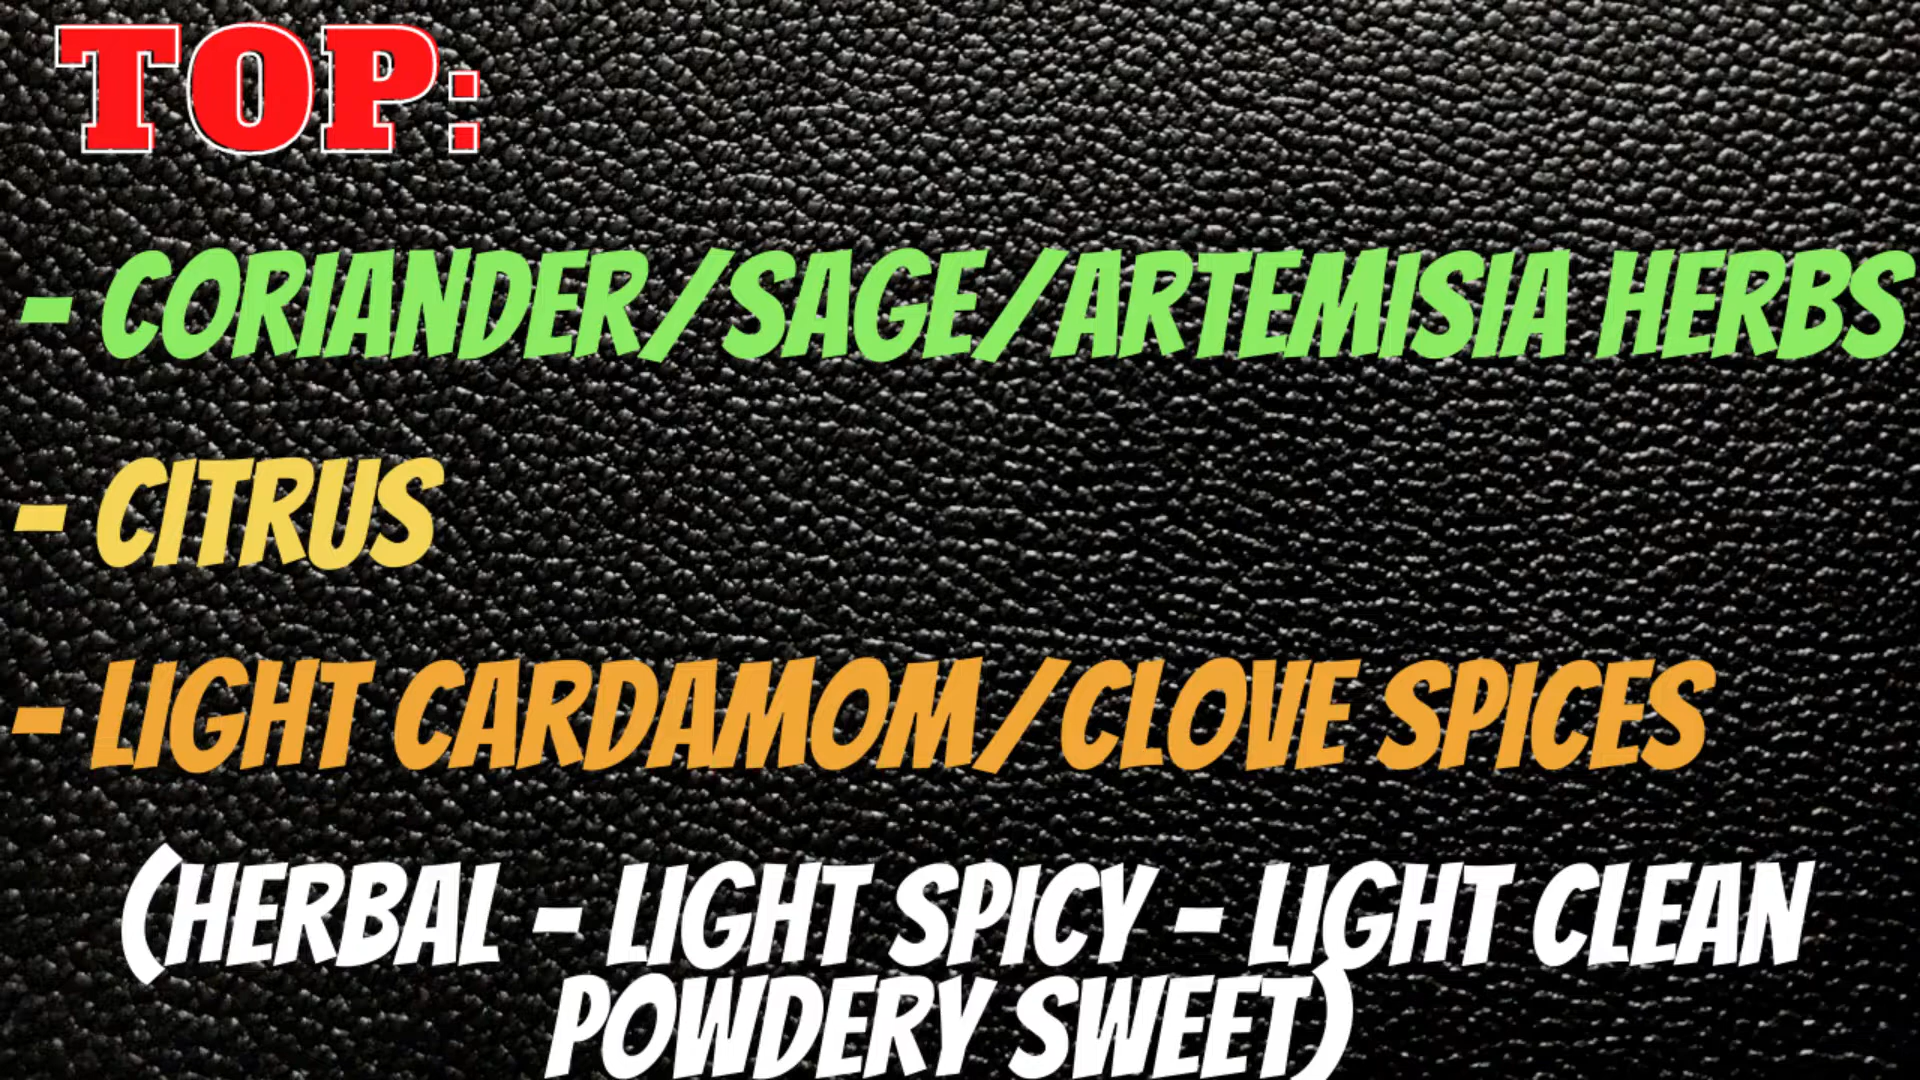 TOP:
- CORIANDER/SAGE/ARTEMISIA HERBS
- CITRUS
- LIGHT CARDAMOM/CLOVE SPICES
(HERBAL - LIGHT SPICY - LIGHT CLEAN
POWDERY SWEET)